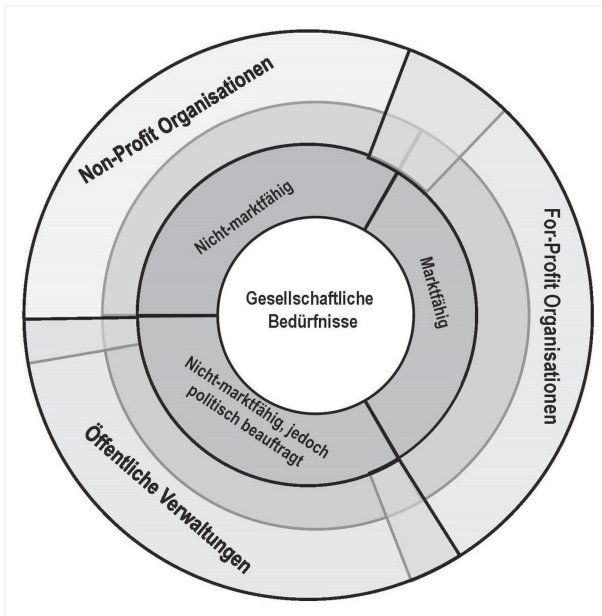 Non-Profit Organisationen
Nicht-marktfähig
Marktfähig
For-Profit Organisationen
Gesellschaftliche
Bedürfnisse
Nicht-marktfähig, jedoch
politisch beauftragt
Öffentliche Verwaltungen